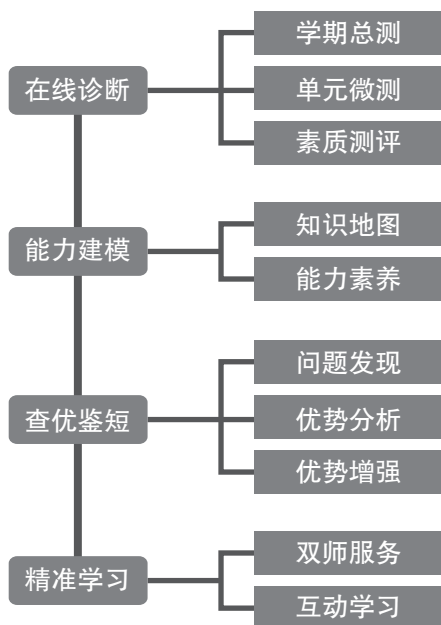 在线诊断
学期总测
单元微测
素质测评
能力建模
知识地图
能力素养
查优鉴短
问题发现
优势分析
优势增强
精准学习
双师服务
互动学习